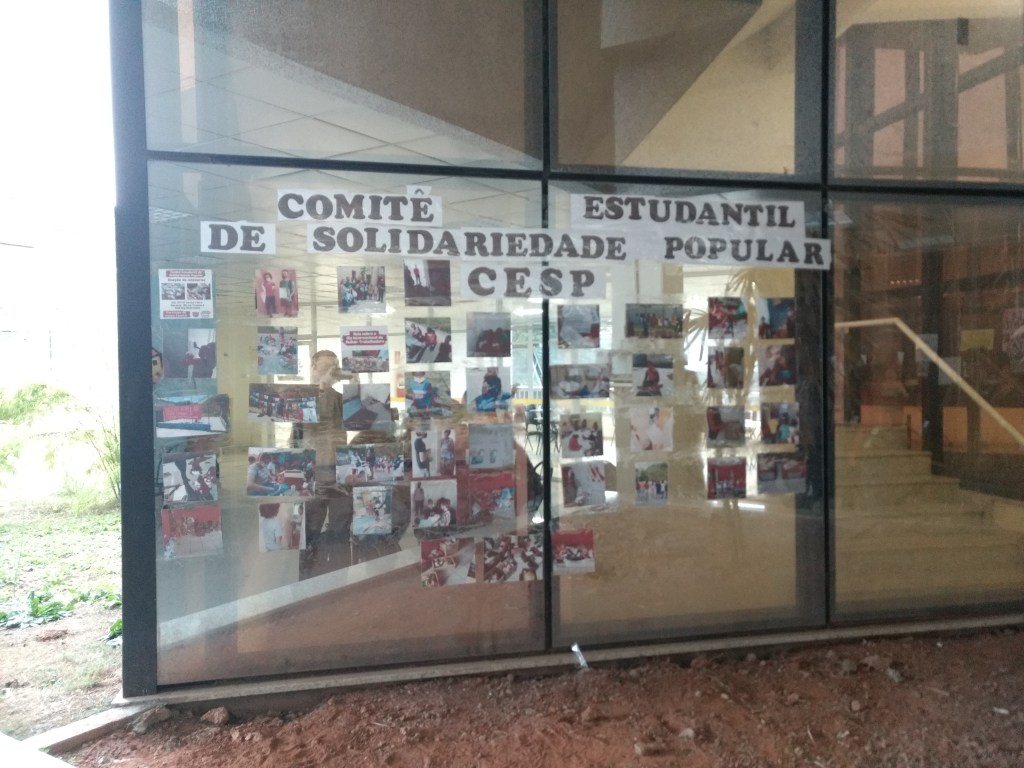 COMITÊ ESTUDANTIL
DE SOLIDARIEDADE POPULAR
CESP